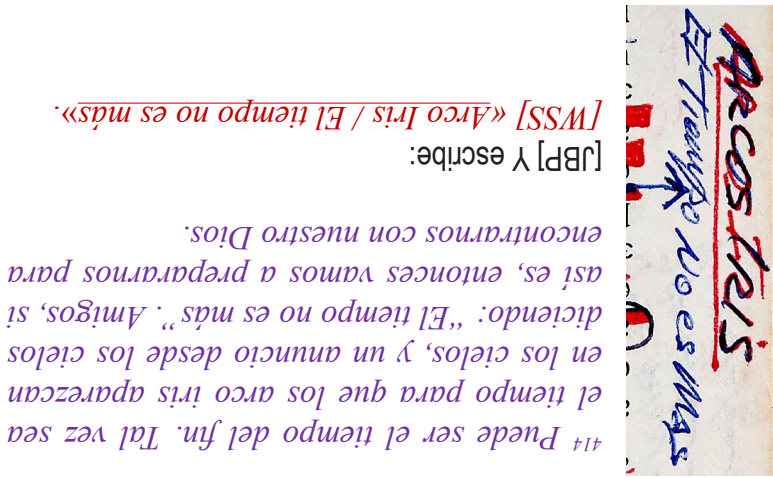 414 Puede ser el tiempo del fin. Tal vez sea
el tiempo para que los arco iris aparezcan
en los cielos, y un anuncio desde los cielos
diciendo: “El tiempo no es más”. Amigos, si
así es, entonces vamos a prepararnos para
encontrarnos con nuestro Dios.
[JBP] Y escribe:
[WSS] «Arco Iris / El tiempo no es más».
ARCOS IRIS
El Tiempo No es Mas